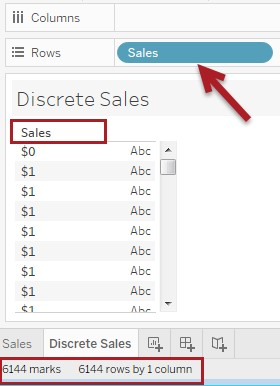 Columns
Rows
Sales
Discrete Sales
Sales
$0 Abc
$1 Abc
$1 Abc
$1 Abc
$1 Abc
$1 Abc
$1 Abc
$1 Abc
Sales Discrete Sales
6144 marks 6144 rows by 1 column